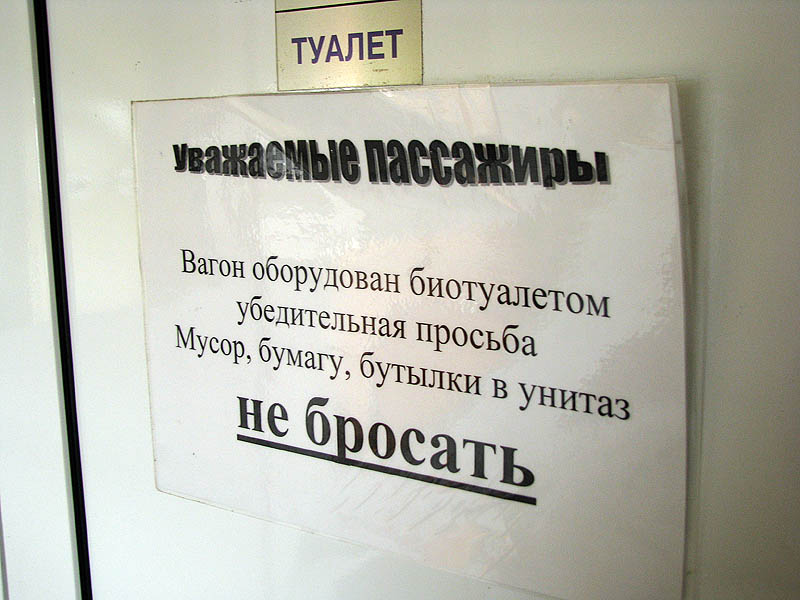 ТУАЛЕТ
Уважаемые пассажиры
Вагон оборудован биотуалетом
убедительная просьба
Мусор, бумагу, бутылки в унитаз
не бросать